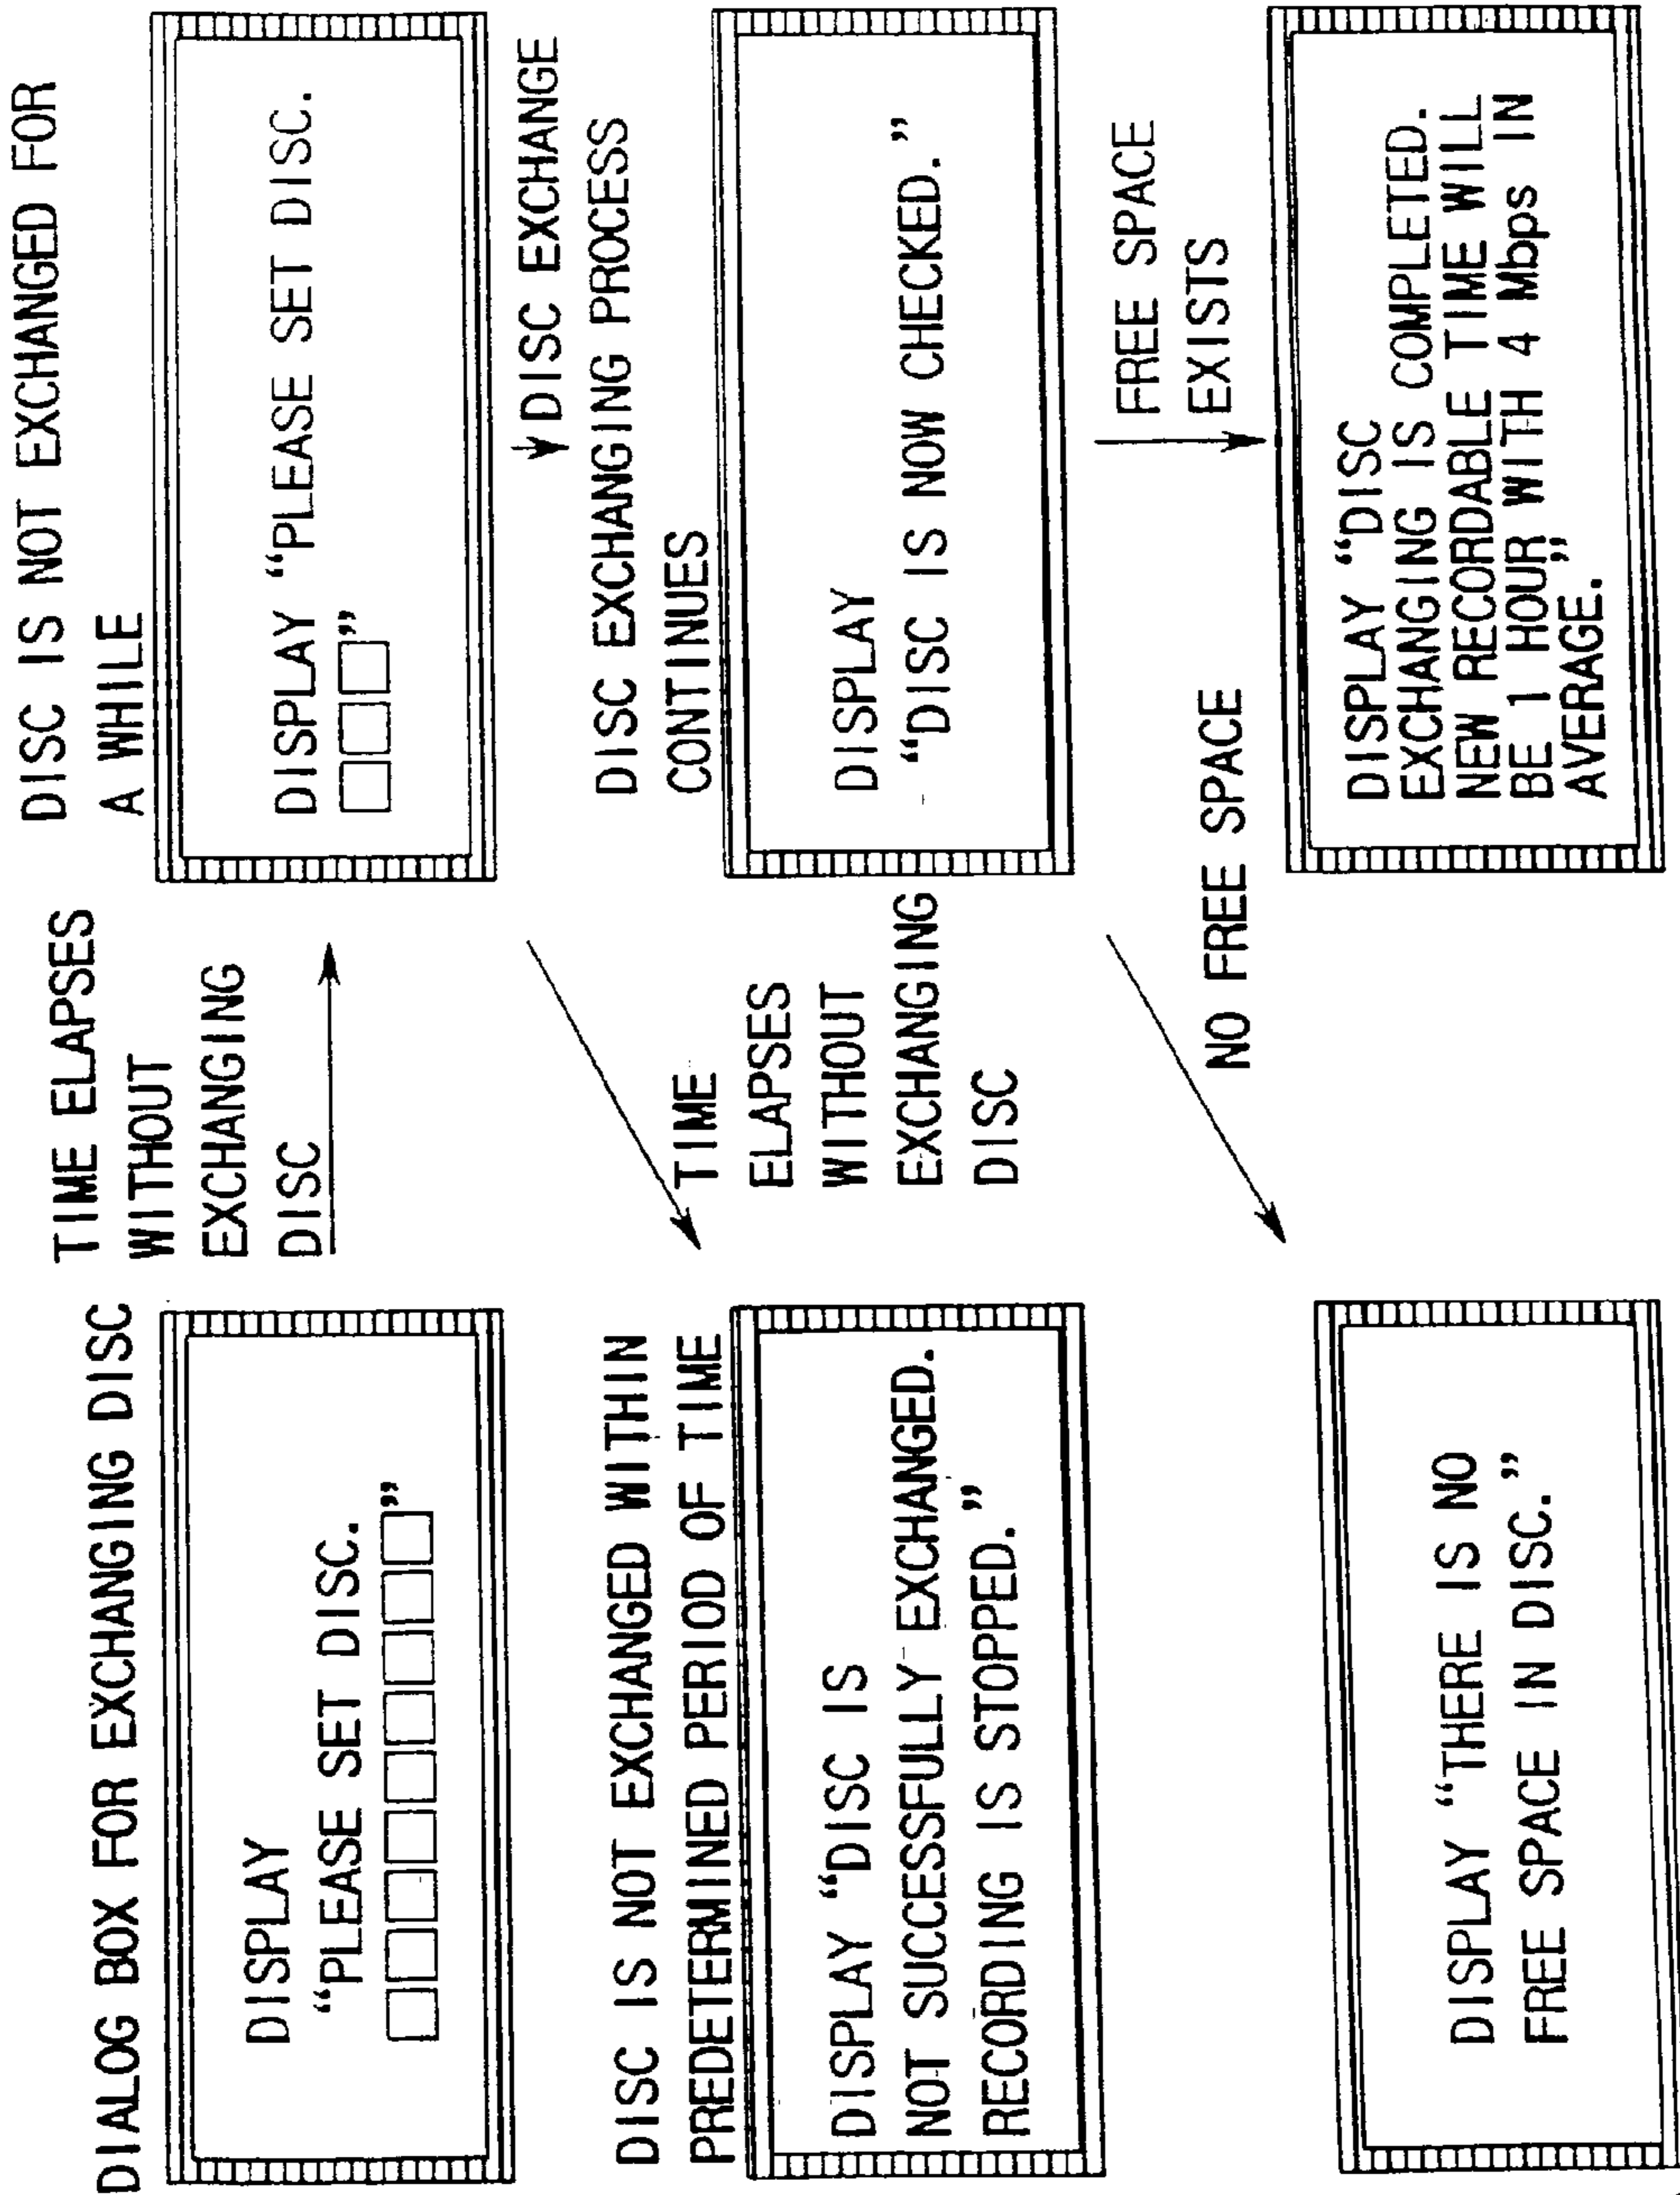 DIALOG BOX FOR EXCHANGING DISC
DISPLAY
“PLEASE SET DISC.
□□□□□□□□□”
TIME ELAPSES
WITHOUT
EXCHANGING
DISC
DISC IS NOT EXCHANGED FOR
A WHILE
DISPLAY “PLEASE SET DISC.
□□□”
DISC EXCHANGE
DISC IS NOT EXCHANGED WITHIN
PREDETERMINED PERIOD OF TIME
DISPLAY “DISC IS
NOT SUCCESSFULLY EXCHANGED.
RECORDING IS STOPPED.”
TIME
ELAPSES
WITHOUT
EXCHANGING
DISC
DISC EXCHANGING PROCESS
CONTINUES
DISPLAY
“DISC IS NOW CHECKED.”
NO FREE SPACE
FREE SPACE
EXISTS
DISPLAY “THERE IS NO
FREE SPACE IN DISC.”
DISPLAY “DISC
EXCHANGING IS COMPLETED.
NEW RECORDABLE TIME WILL
BE 1 HOUR WITH 4 Mbps IN
AVERAGE.”